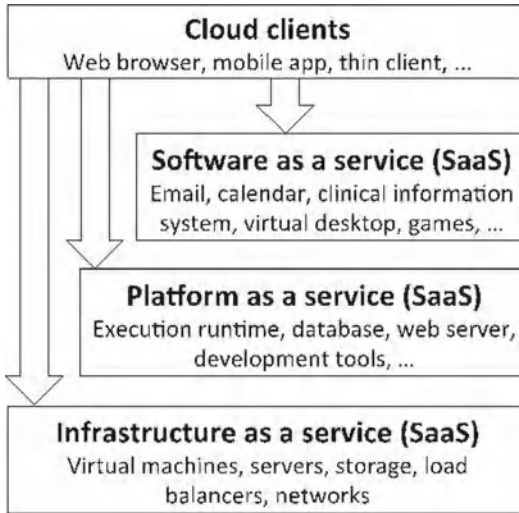 Cloud clients
Web browser, mobile app, thin client, ...
Software as a service (SaaS)
Email, calendar, clinical information
system, virtual desktop, games, ...
Platform as a service (SaaS)
Execution runtime, database, web server,
development tools, ...
Infrastructure as a service (SaaS)
Virtual machines, servers, storage, load
balancers, networks